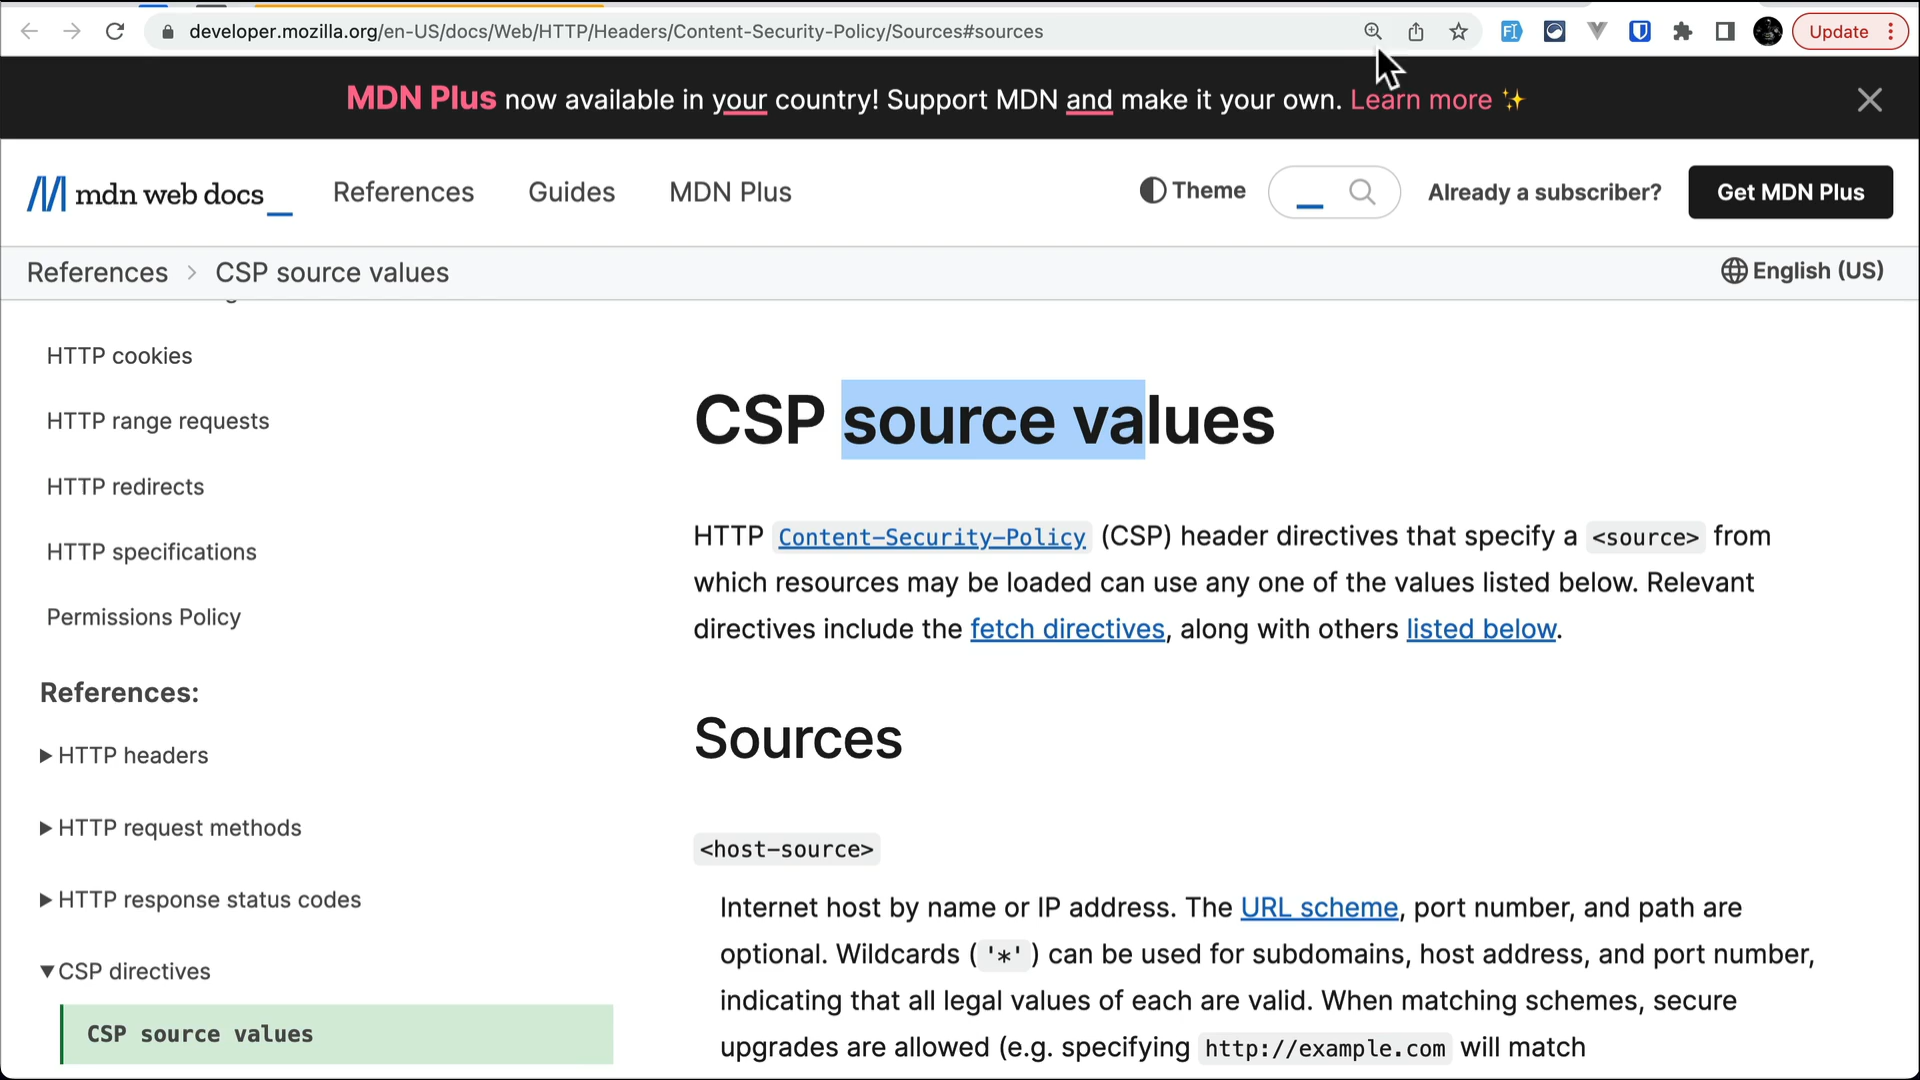 developer.mozilla.org/en-US/docs/Web/HTTP/Headers/Content-Security-Policy/Sources#sources
Update
MDN Plus now available in your country! Support MDN and make it your own. Learn more ✨
mdn web docs_
References
Guides
MDN Plus
Theme
Already a subscriber?
Get MDN Plus
References > CSP source values
English (US)
HTTP cookies
HTTP range requests
HTTP redirects
HTTP specifications
Permissions Policy
References:
HTTP headers
HTTP request methods
HTTP response status codes
CSP directives
CSP source values
CSP source values
HTTP Content-Security-Policy (CSP) header directives that specify a <source> from
which resources may be loaded can use any one of the values listed below. Relevant
directives include the fetch directives, along with others listed below.
Sources
<host-source>
Internet host by name or IP address. The URL scheme, port number, and path are
optional. Wildcards ('*') can be used for subdomains, host address, and port number,
indicating that all legal values of each are valid. When matching schemes, secure
upgrades are allowed (e.g. specifying http://example.com will match